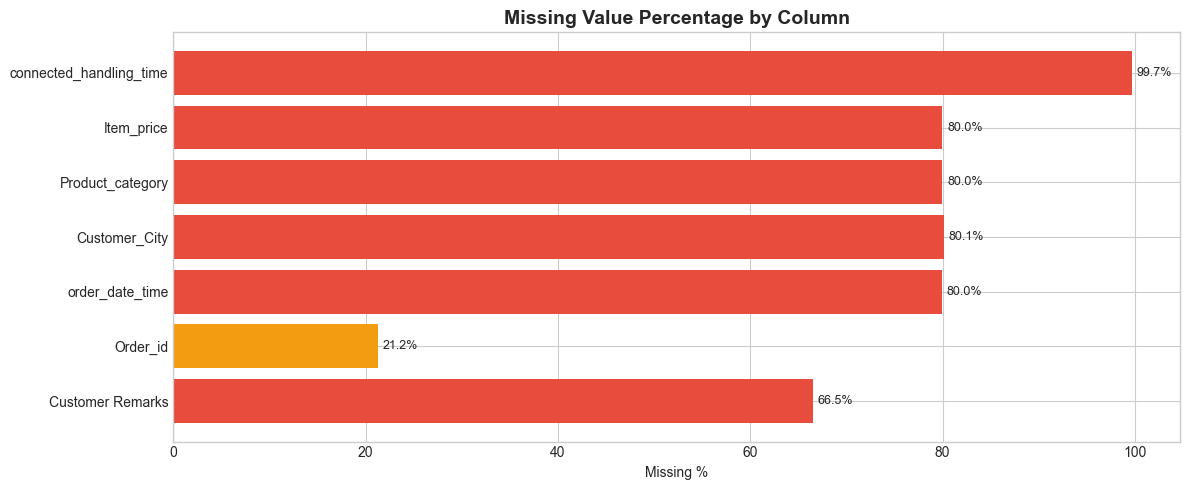 Missing Value Percentage by Column
connected_handling_time 99.7%
Item_price 80.0%
Product_category 80.0%
Customer_City 80.1%
order_date_time 80.0%
Order_id 21.2%
Customer Remarks 66.5%
0 20 40 60 80 100
Missing %